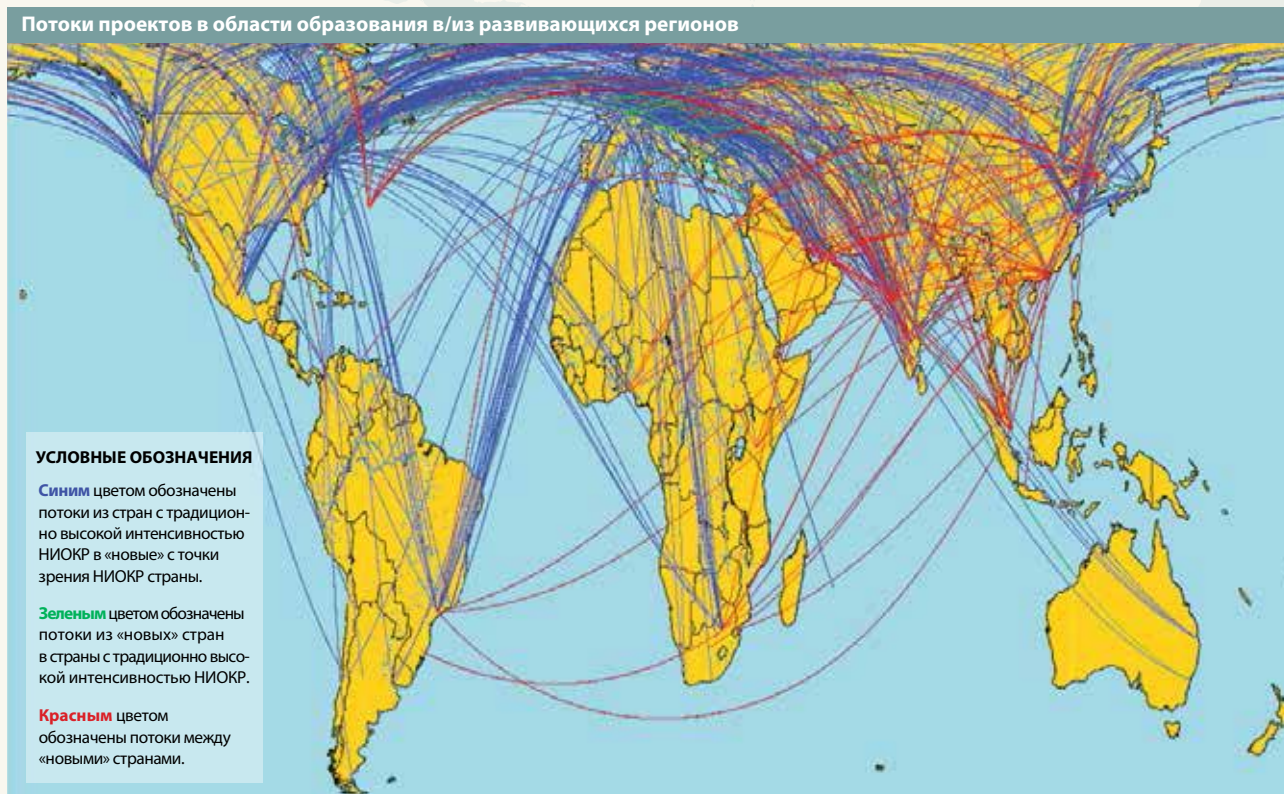 Потоки проектов в области образования в/из развивающихся регионов
УСЛОВНЫЕ ОБОЗНАЧЕНИЯ
Синим цветом обозначены
потоки из стран с традицион-
но высокой интенсивностью
НИОКР в «новые» с точки
зрения НИОКР страны.
Зеленым цветом обозначены
потоки из «новых» стран
в страны с традиционно высо-
кой интенсивностью НИОКР.
Красным цветом
обозначены потоки между
«новыми» странами.